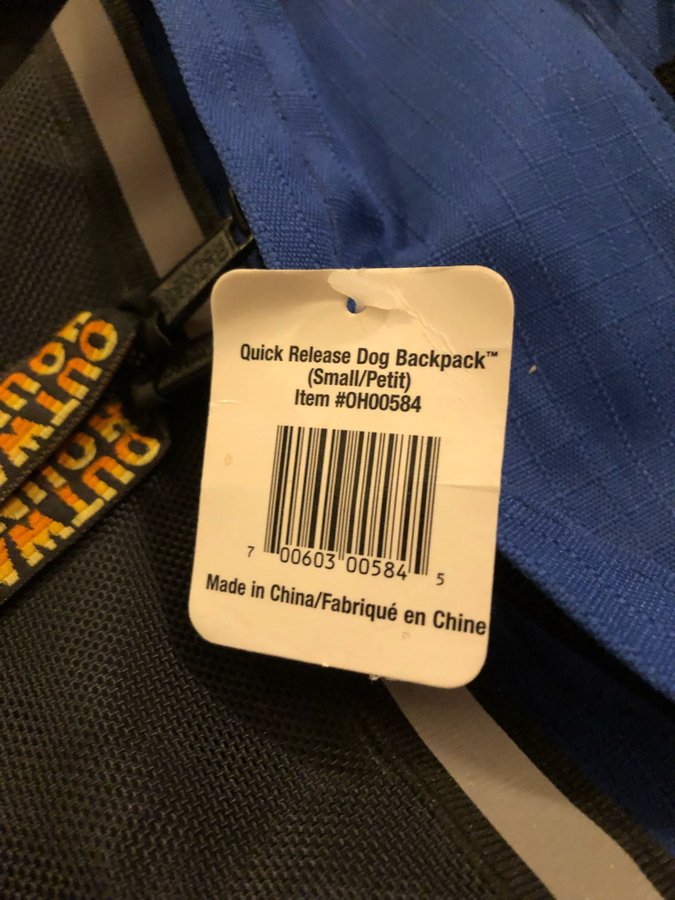 Quick Release Dog Backpack™
(Small/Petit)
Item #OH00584
7 00603 00584 5
Made in China/Fabriqué en Chine